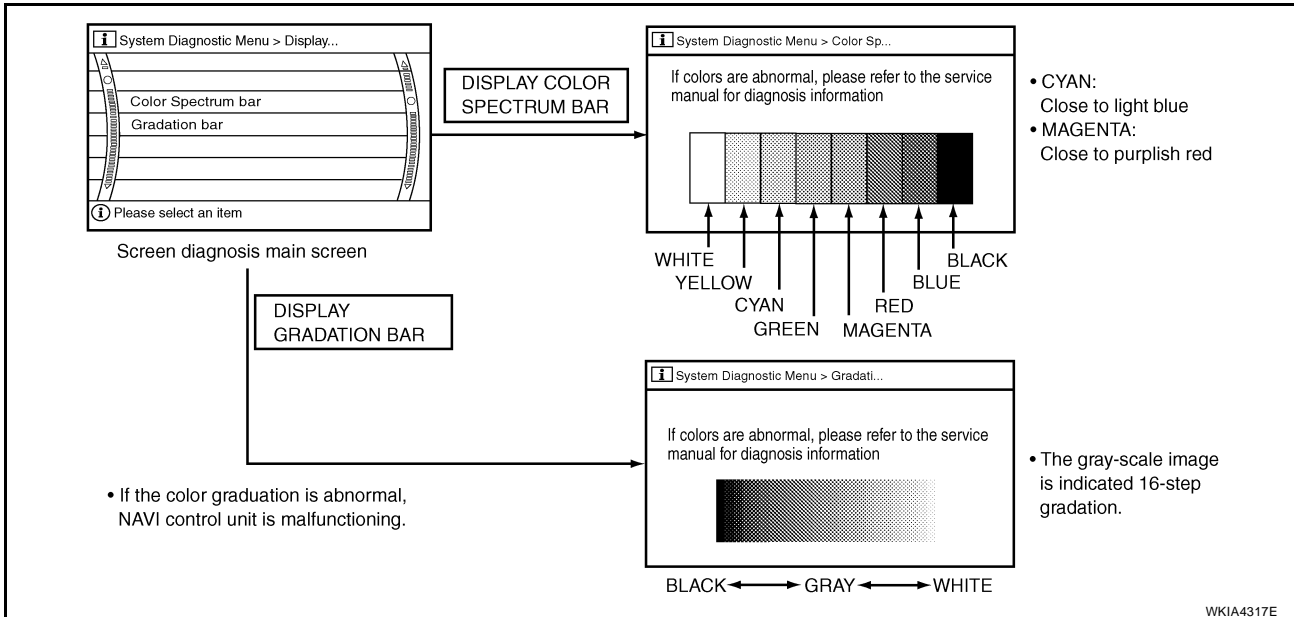 i System Diagnostic Menu > Display...
Color Spectrum bar
Gradation bar
i Please select an item
Screen diagnosis main screen
DISPLAY COLOR
SPECTRUM BAR
i System Diagnostic Menu > Color Sp...
If colors are abnormal, please refer to the service
manual for diagnosis information
WHITE
YELLOW
CYAN
GREEN
MAGENTA
RED
BLUE
BLACK
• CYAN:
Close to light blue
• MAGENTA:
Close to purplish red
DISPLAY
GRADATION BAR
• If the color graduation is abnormal,
NAVI control unit is malfunctioning.
i System Diagnostic Menu > Gradati...
If colors are abnormal, please refer to the service
manual for diagnosis information
BLACK GRAY WHITE
• The gray-scale image
is indicated 16-step
gradation.
WKIA4317E